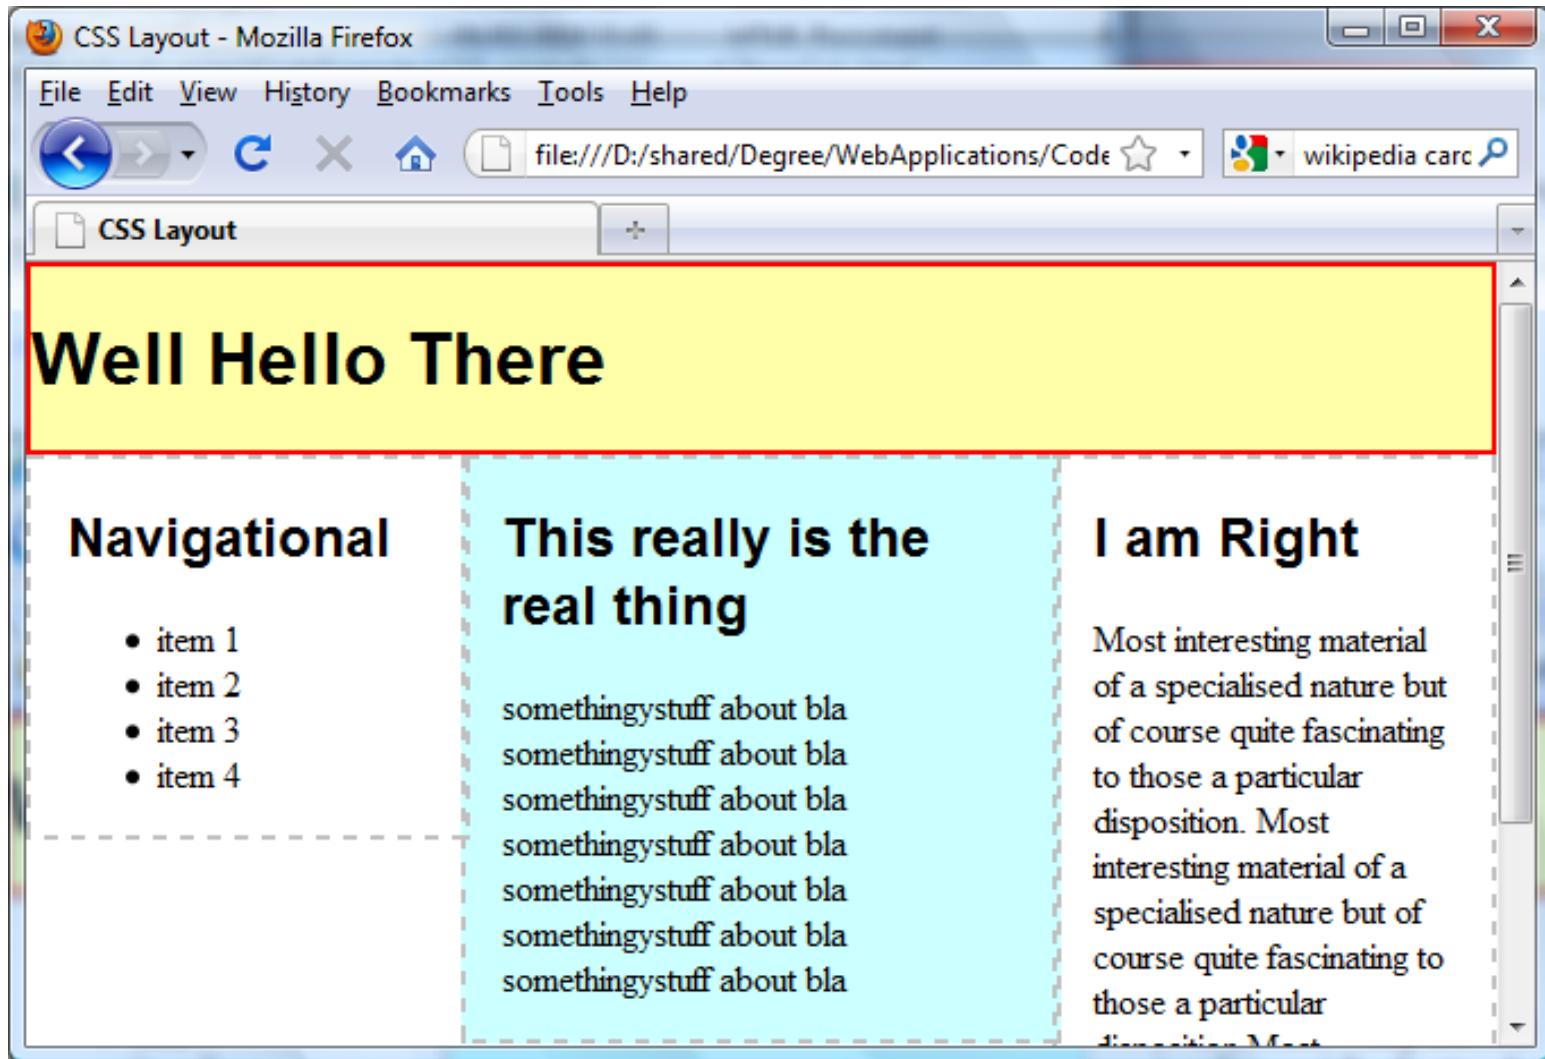 CSS Layout - Mozilla Firefox
File Edit View History Bookmarks Tools Help
file:///D:/shared/Degree/WebApplications/Code
wikipedia card
CSS Layout
Well Hello There
Navigational
item 1
item 2
item 3
item 4
This really is the
real thing
somethingystuff about bla
somethingystuff about bla
somethingystuff about bla
somethingystuff about bla
somethingystuff about bla
somethingystuff about bla
somethingystuff about bla
I am Right
Most interesting material
of a specialised nature but
of course quite fascinating
to those a particular
disposition. Most
interesting material of a
specialised nature but of
course quite fascinating to
those a particular
disposition Most